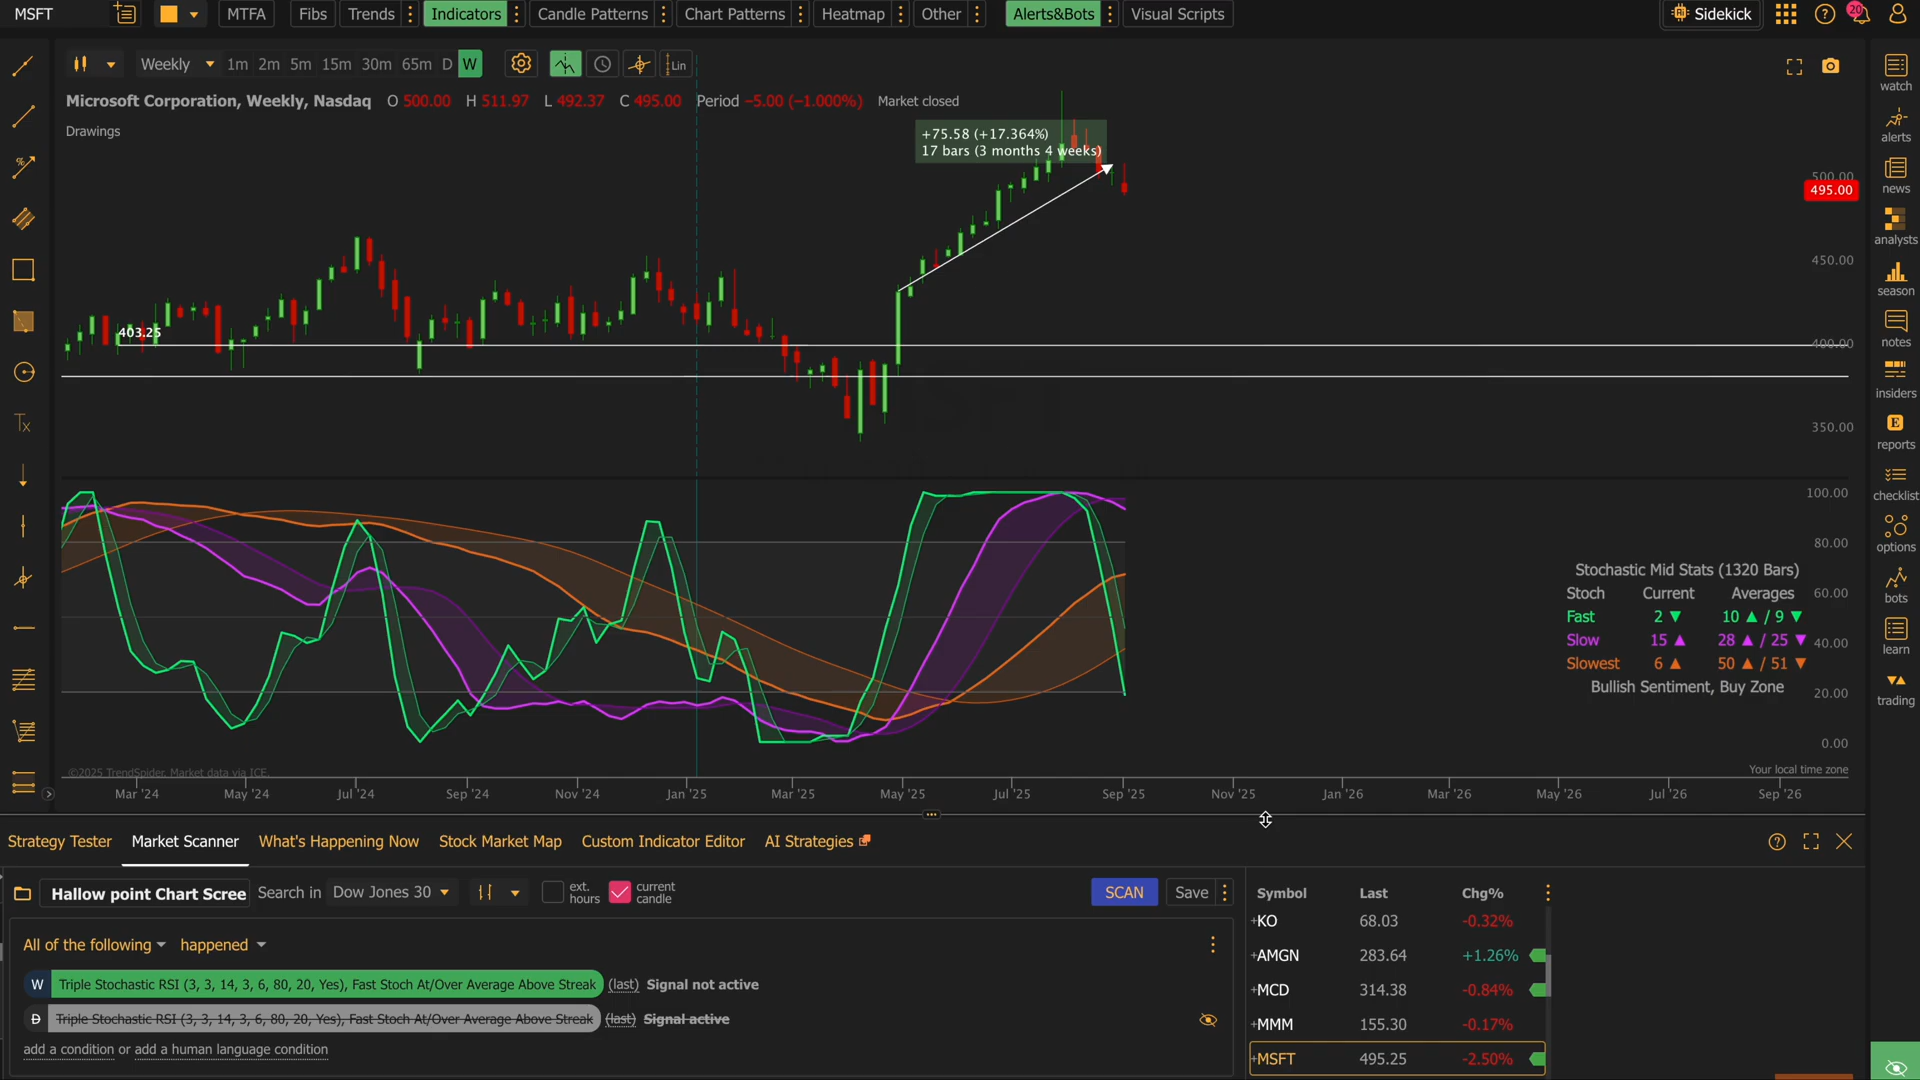 MSFT MTFA Fibs Trends Indicators Candle Patterns Chart Patterns Heatmap Other Alerts&Bots Visual Scripts Sidekick 20
Weekly 1m 2m 5m 15m 30m 65m D W Lin
Microsoft Corporation, Weekly, Nasdaq O 500.00 H 511.97 L 492.37 C 495.00 Period −5.00 (−1.000%) Market closed
Drawings
+75.58 (+17.364%)
17 bars (3 months 4 weeks)
500.00
495.00
450.00
403.25
400.00
350.00
100.00
80.00
60.00
40.00
20.00
0.00
Stochastic Mid Stats (1320 Bars)
Stoch Current Averages
Fast 2 ▼ 10 ▲ / 9 ▼
Slow 15 ▲ 28 ▲ / 25 ▼
Slowest 6 ▲ 50 ▲ / 51 ▼
Bullish Sentiment, Buy Zone
©2025 TrendSpider. Market data via ICE.
Your local time zone
Mar '24 May '24 Jul '24 Sep '24 Nov '24 Jan '25 Mar '25 May '25 Jul '25 Sep '25 Nov '25 Jan '26 Mar '26 May '26 Jul '26 Sep '26
watch
alerts
news
analysts
season
notes
insiders
reports
checklist
options
bots
learn
trading
Strategy Tester Market Scanner What's Happening Now Stock Market Map Custom Indicator Editor AI Strategies
Hallow point Chart Scree Search in Dow Jones 30 ext. hours current candle SCAN Save
All of the following happened
W Triple Stochastic RSI (3, 3, 14, 3, 6, 80, 20, Yes), Fast Stoch At/Over Average Above Streak (last) Signal not active
D Triple Stochastic RSI (3, 3, 14, 3, 6, 80, 20, Yes), Fast Stoch At/Over Average Above Streak (last) Signal active
add a condition or add a human language condition
Symbol Last Chg%
+KO 68.03 -0.32%
+AMGN 283.64 +1.26%
+MCD 314.38 -0.84%
+MMM 155.30 -0.17%
+MSFT 495.25 -2.50%